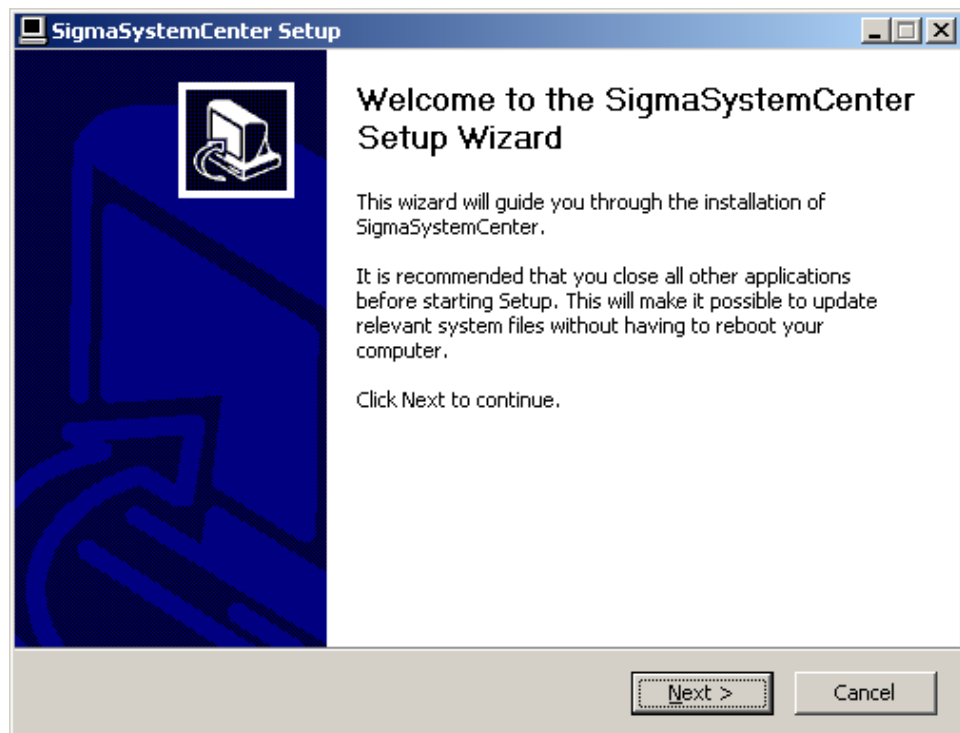 SigmaSystemCenter Setup
Welcome to the SigmaSystemCenter
Setup Wizard
This wizard will guide you through the installation of
SigmaSystemCenter.
It is recommended that you close all other applications
before starting Setup. This will make it possible to update
relevant system files without having to reboot your
computer.
Click Next to continue.
Next >
Cancel